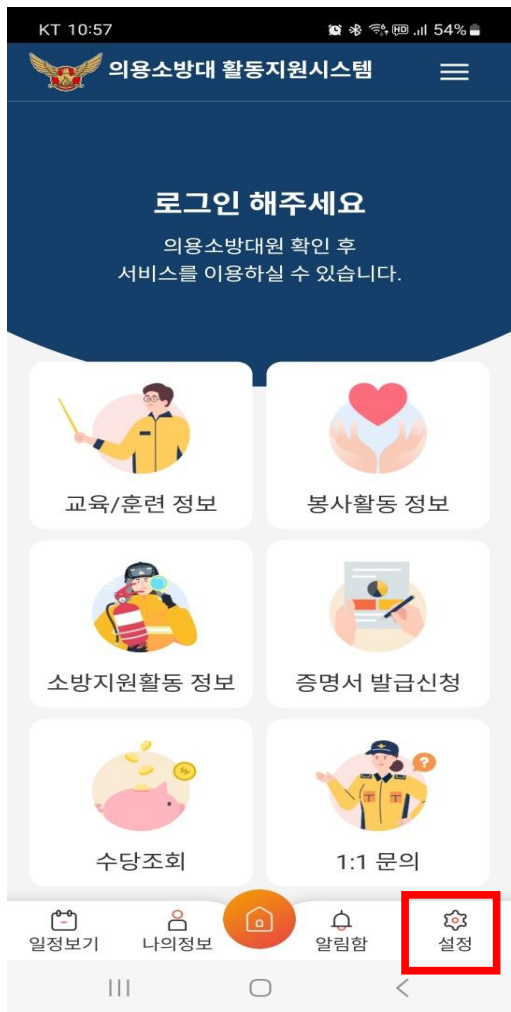 KT 10:57
54%
의용소방대 활동지원시스템
로그인 해주세요
의용소방대원 확인 후
서비스를 이용하실 수 있습니다.
교육/훈련 정보
봉사활동 정보
소방지원활동 정보
증명서 발급신청
수당조회
1:1 문의
일정보기
나의정보
알림함
설정